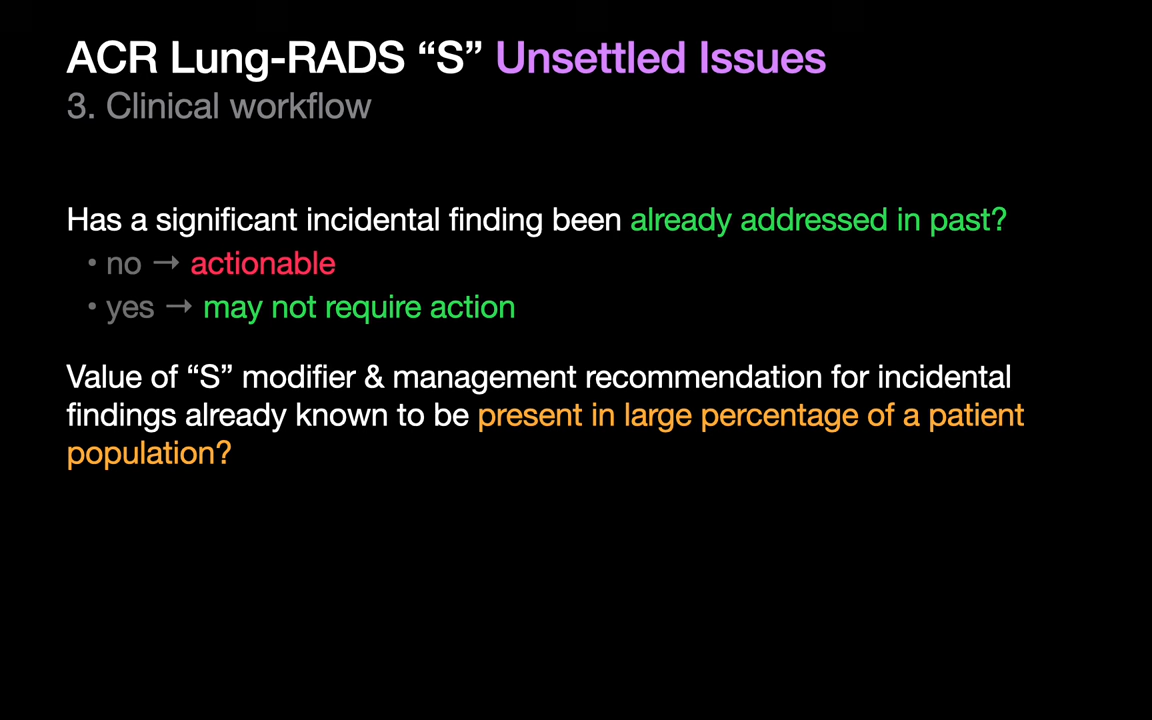 ACR Lung-RADS “S” Unsettled Issues
3. Clinical workflow
Has a significant incidental finding been already addressed in past?
• no → actionable
• yes → may not require action
Value of “S” modifier & management recommendation for incidental
findings already known to be present in large percentage of a patient
population?